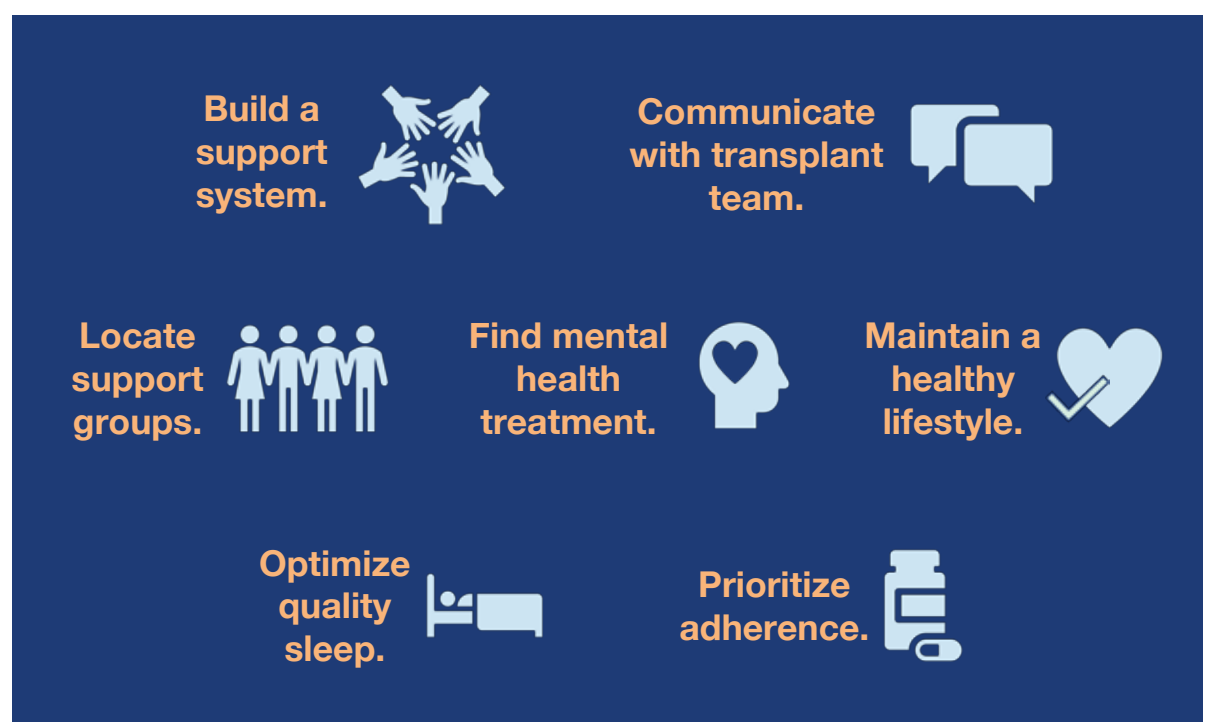 Build a
support
system.
Communicate
with transplant
team.
Locate
support
groups.
Find mental
health
treatment.
Maintain a
healthy
lifestyle.
Optimize
quality
sleep.
Prioritize
adherence.